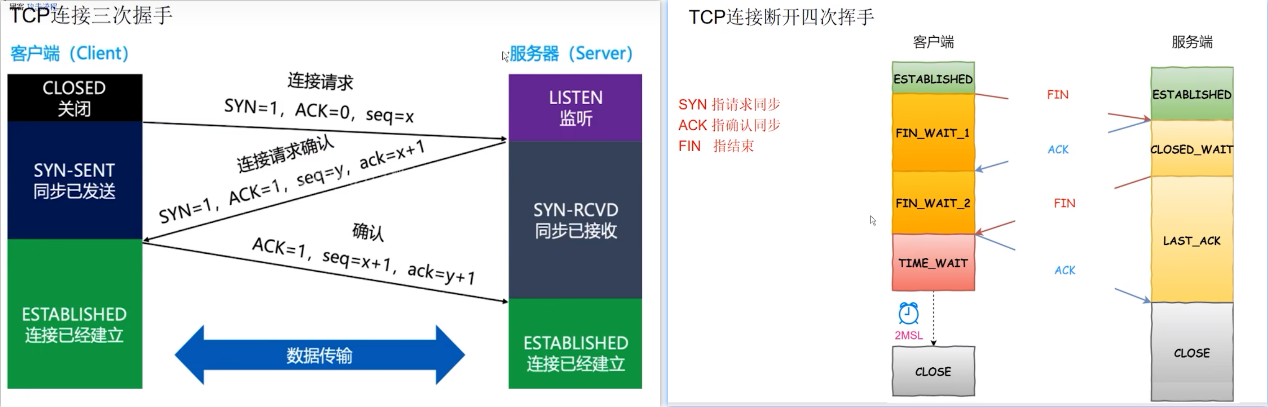 TCP连接三次握手
客户端（Client）
服务器（Server）
CLOSED
关闭
连接请求
SYN=1，ACK=0，seq=x
LISTEN
监听
SYN-SENT
同步已发送
连接请求确认
SYN=1，ACK=1，seq=y，ack=x+1
SYN-RCVD
同步已接收
确认
ACK=1，seq=x+1，ack=y+1
ESTABLISHED
连接已经建立
数据传输
ESTABLISHED
连接已经建立
TCP连接断开四次挥手
客户端
服务端
SYN 指请求同步
ACK 指确认同步
FIN 指结束
ESTABLISHED
FIN
ESTABLISHED
FIN_WAIT_1
ACK
CLOSED_WAIT
FIN_WAIT_2
FIN
LAST_ACK
TIME_WAIT
ACK
2MSL
CLOSE
CLOSE